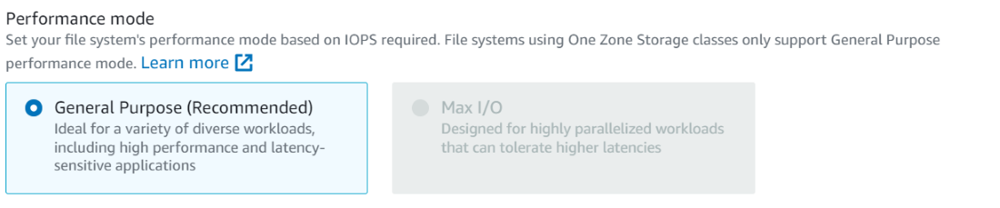 Performance mode
Set your file system's performance mode based on IOPS required. File systems using One Zone Storage classes only support General Purpose
performance mode. Learn more
General Purpose (Recommended)
Ideal for a variety of diverse workloads,
including high performance and latency-
sensitive applications
Max I/O
Designed for highly parallelized workloads
that can tolerate higher latencies